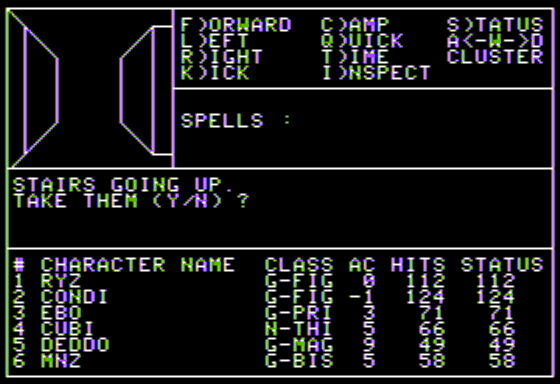 F)ORWARD C)AMP S)TATUS
L)EFT Q)UICK A<-W->D
R)IGHT T)IME CLUSTER
K)ICK I)NSPECT
SPELLS :
STAIRS GOING UP.
TAKE THEM (Y/N) ?
# CHARACTER NAME CLASS AC HITS STATUS
1 RYZ G-FIG 0 112 112
2 CONDI G-FIG -1 124 124
3 EBO G-PRI 3 71 71
4 CUBI N-THI 5 66 66
5 DEDDO G-MAG 9 49 49
6 MNZ G-BIS 5 58 58